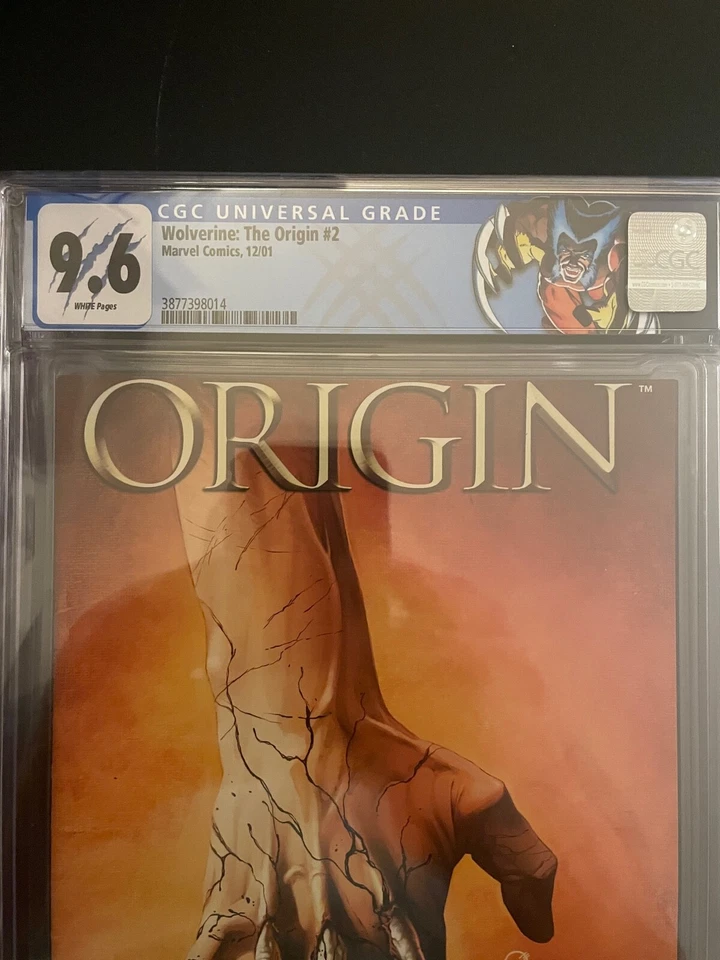 CGC UNIVERSAL GRADE
9.6
WHITE Pages
Wolverine: The Origin #2
Marvel Comics, 12/01
3877398014
CGC
ORIGIN
TM